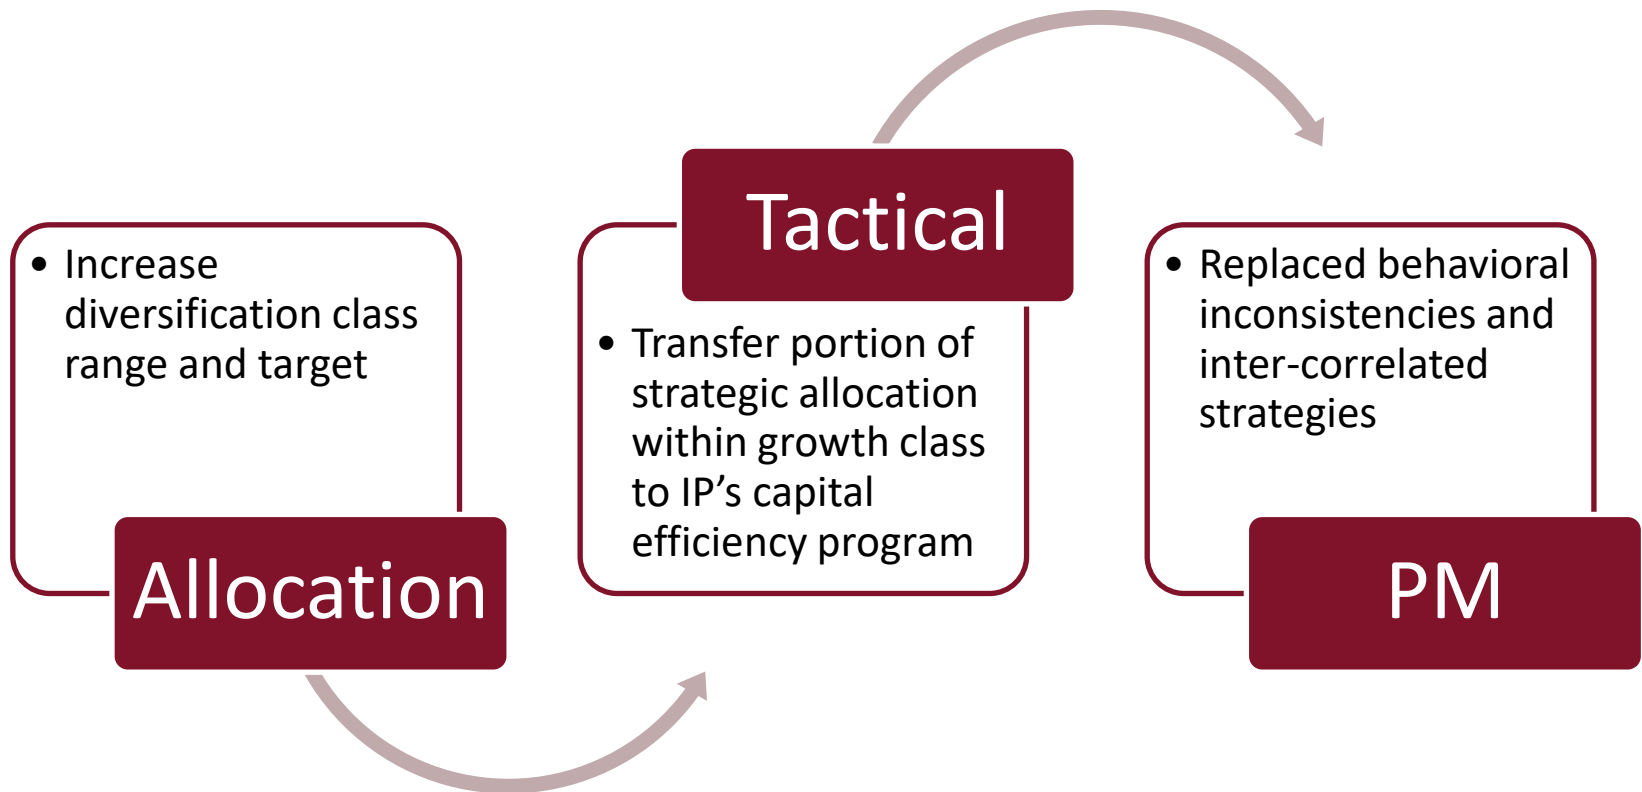 • Increase
diversification class
range and target
Allocation
Tactical
• Transfer portion of
strategic allocation
within growth class
to IP’s capital
efficiency program
• Replaced behavioral
inconsistencies and
inter-correlated
strategies
PM